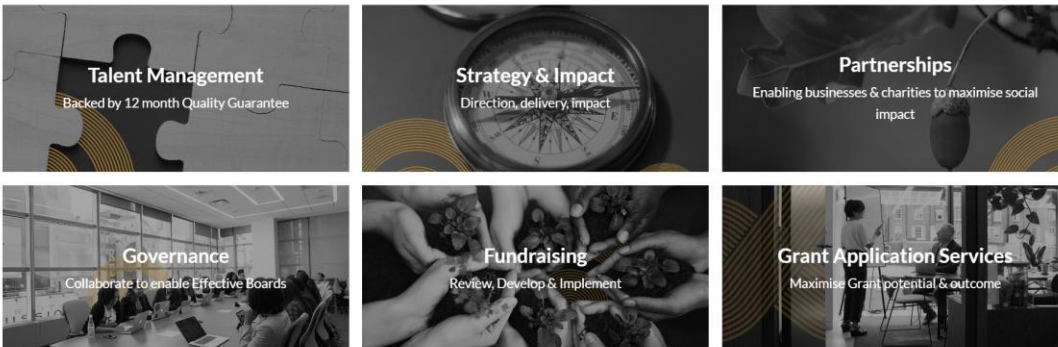 Talent Management
Backed by 12 month Quality Guarantee
Strategy & Impact
Direction, delivery, impact
Partnerships
Enabling businesses & charities to maximise social
impact
Governance
Collaborate to enable Effective Boards
Fundraising
Review, Develop & Implement
Grant Application Services
Maximise Grant potential & outcome